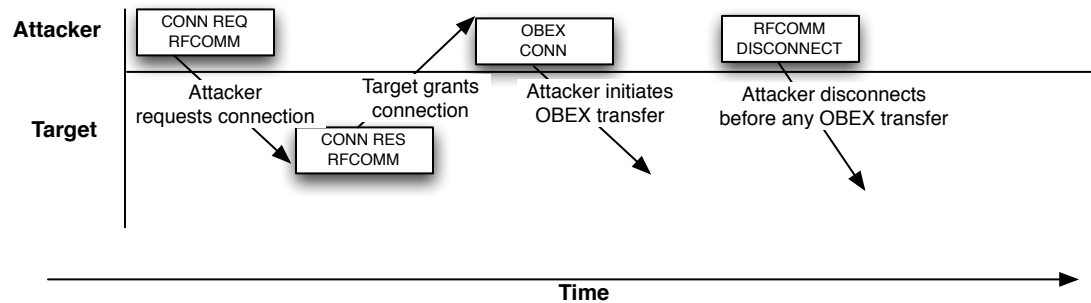 Attacker
CONN REQ
RFCOMM
OBEX
CONN
RFCOMM
DISCONNECT
Attacker
requests connection
Target grants
connection
Attacker initiates
OBEX transfer
Attacker disconnects
before any OBEX transfer
Target
CONN RES
RFCOMM
Time